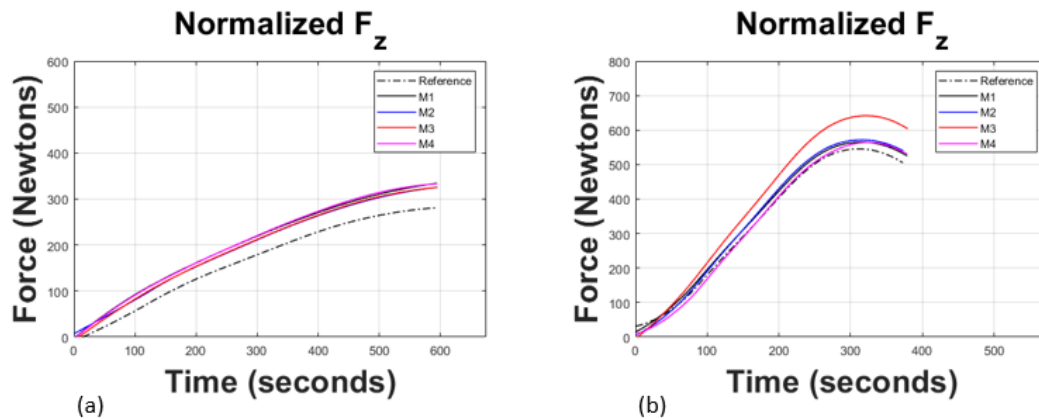 Normalized F_z
Force (Newtons)
600
500
400
300
200
100
0
0 100 200 300 400 500 600
Time (seconds)
Reference
M1
M2
M3
M4
(a)
Normalized F_z
Force (Newtons)
800
700
600
500
400
300
200
100
0
0 100 200 300 400 500
Time (seconds)
Reference
M1
M2
M3
M4
(b)